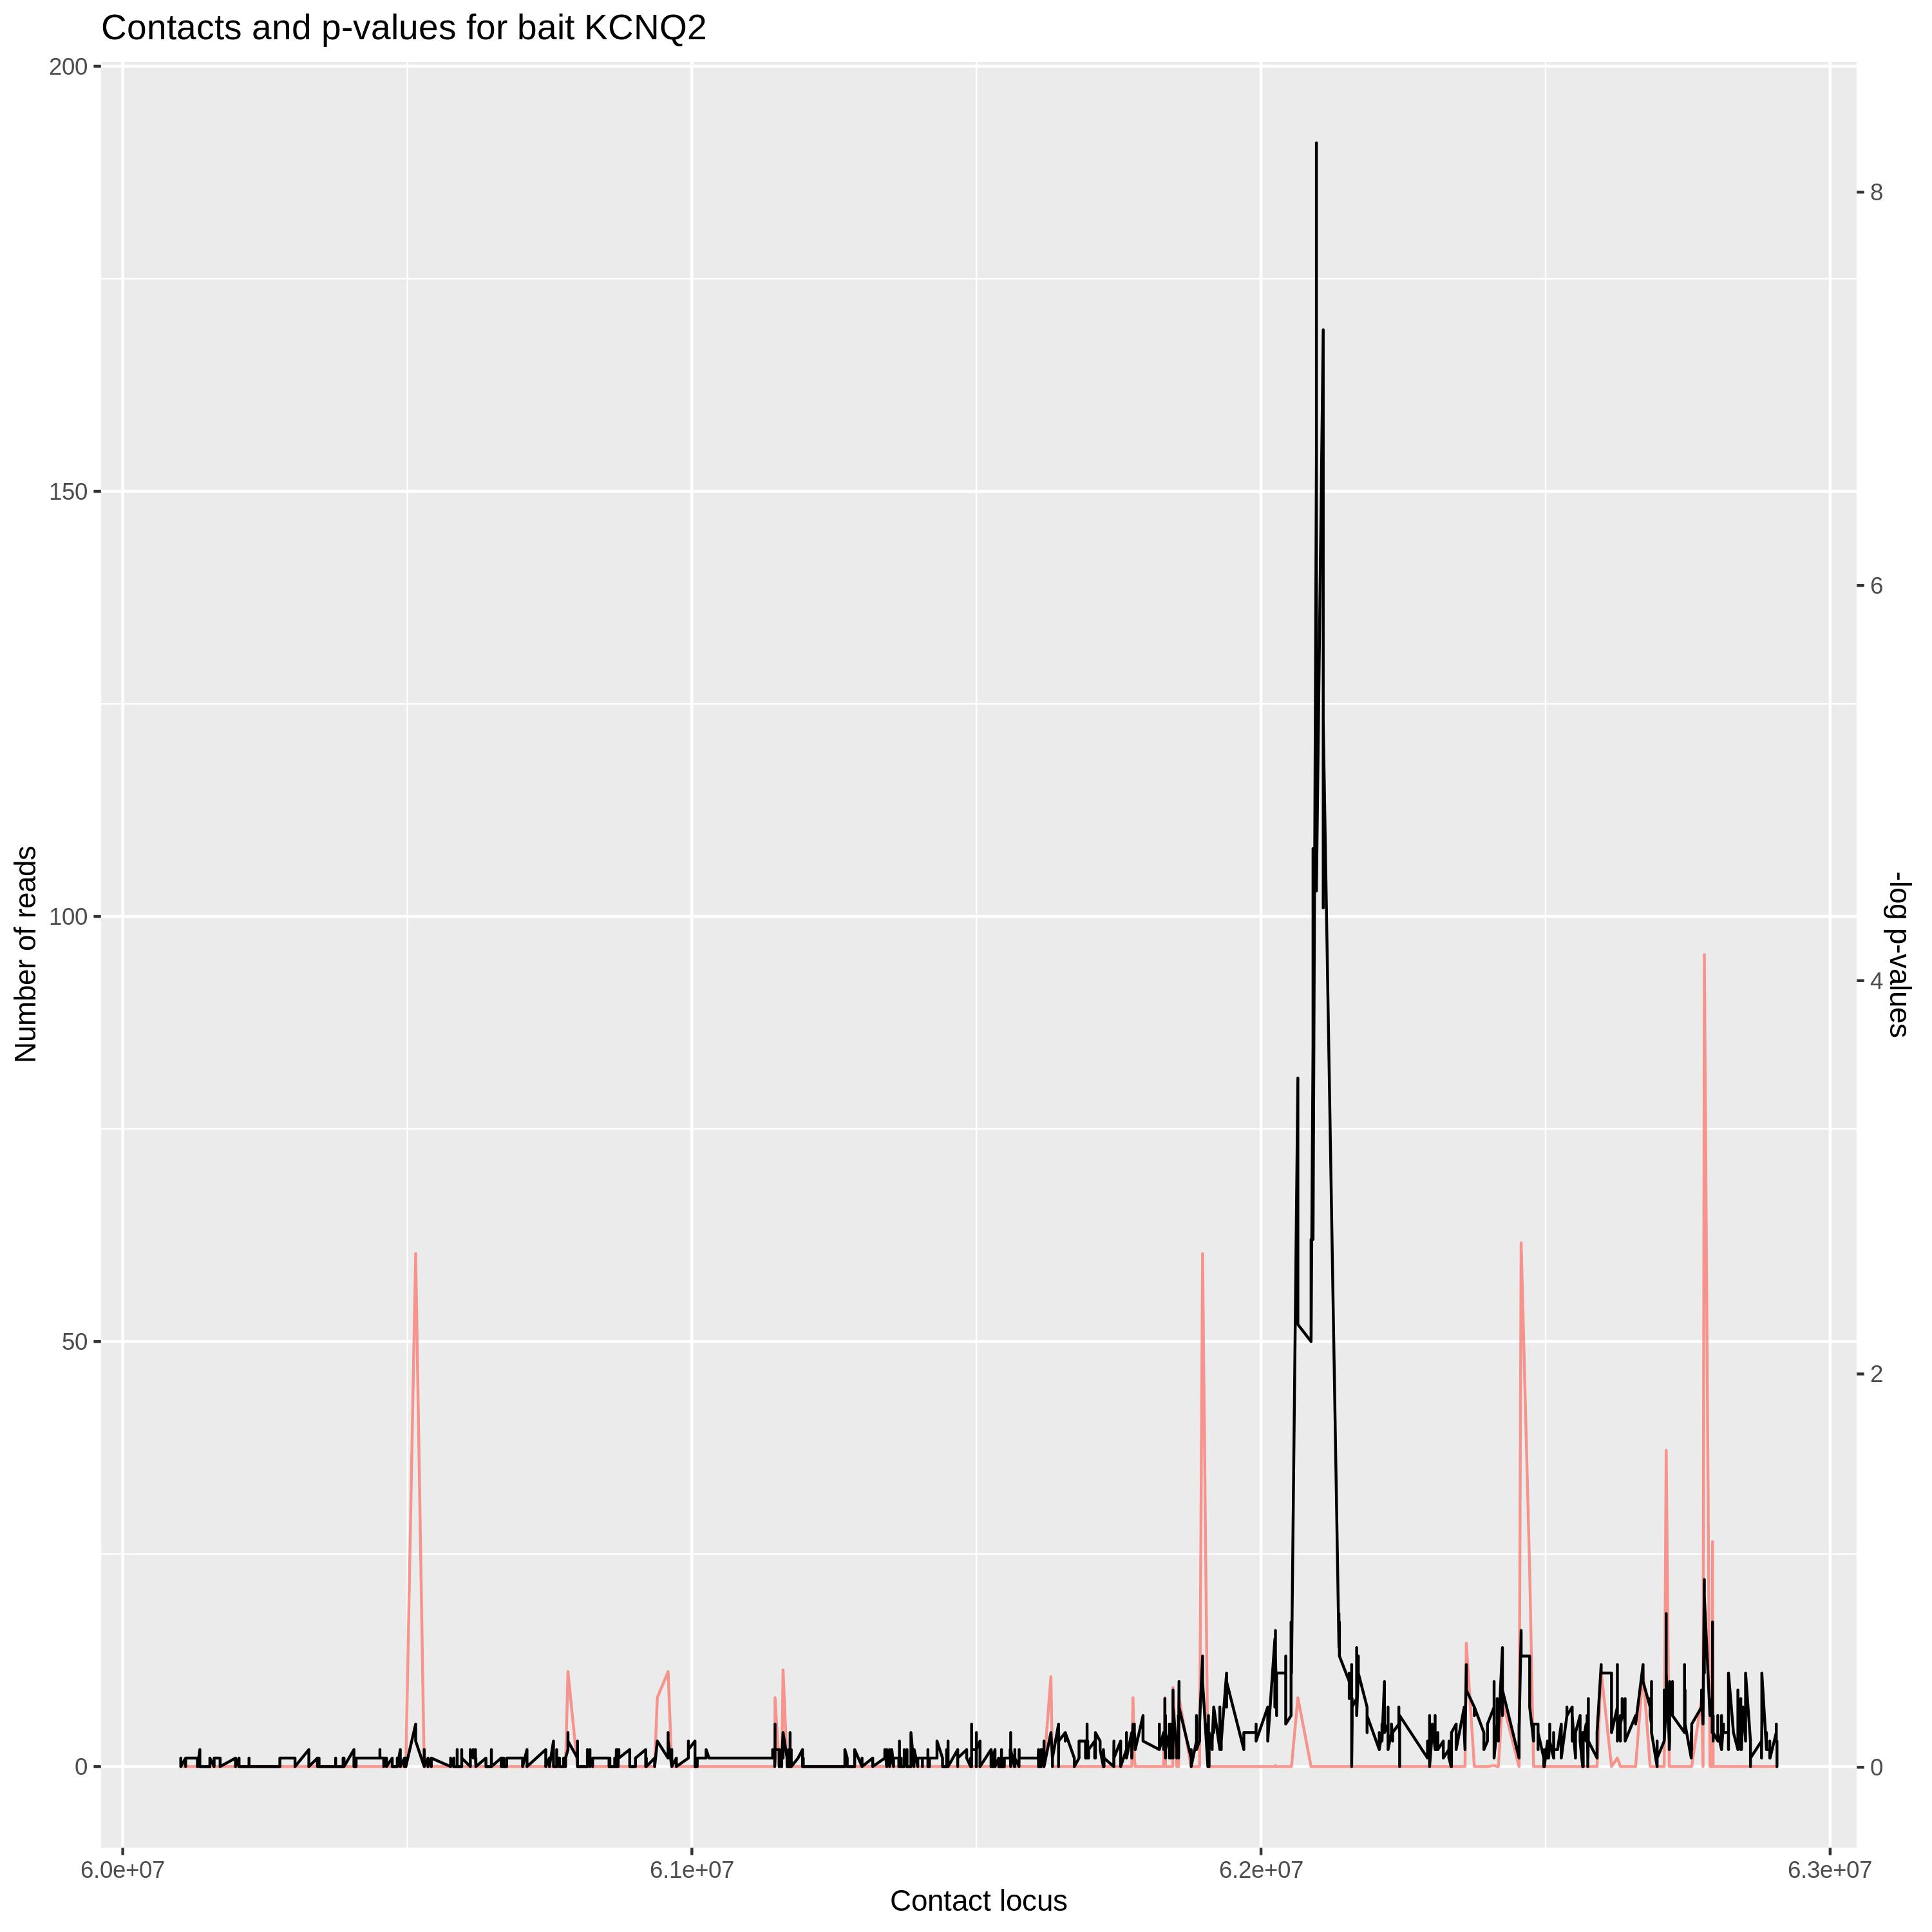 Contacts and p-values for bait KCNQ2
200
150
100
50
0
Number of reads
8
6
4
2
0
-log p-values
6.0e+07
6.1e+07
6.2e+07
6.3e+07
Contact locus